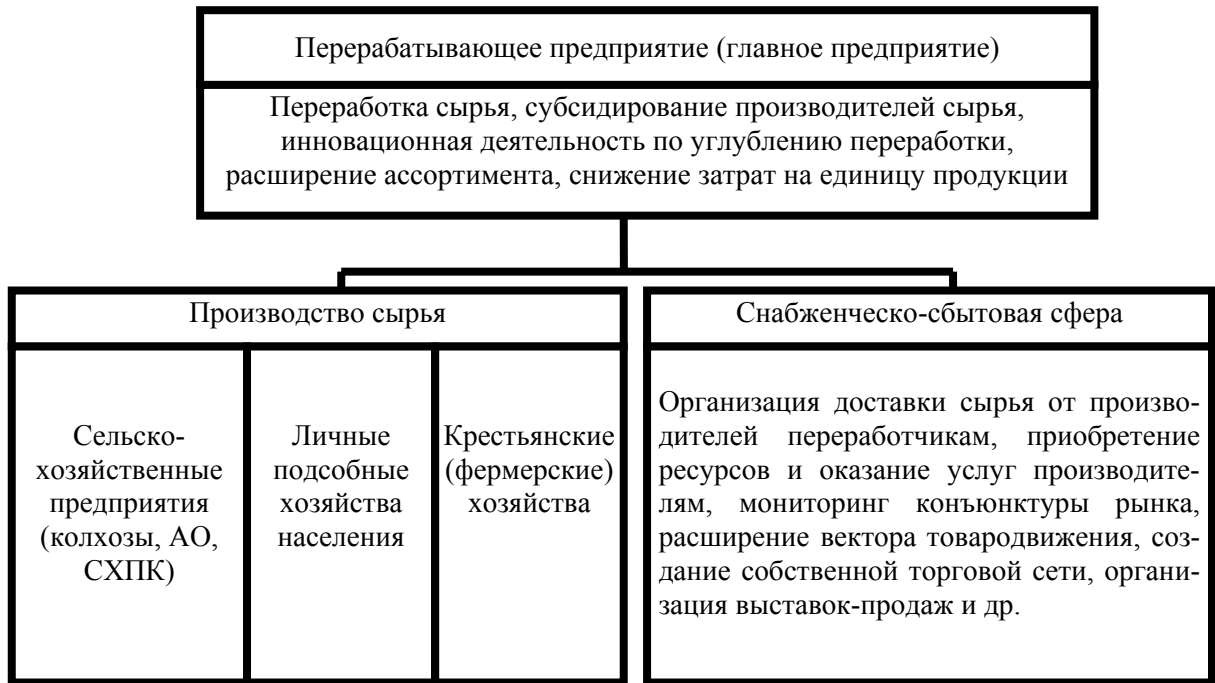 Перерабатывающее предприятие (главное предприятие)
Переработка сырья, субсидирование производителей сырья,
инновационная деятельность по углублению переработки,
расширение ассортимента, снижение затрат на единицу продукции
Производство сырья
Сельско-
хозяйственные
предприятия
(колхозы, АО,
СХПК)
Личные
подсобные
хозяйства
населения
Крестьянские
(фермерские)
хозяйства
Снабженческо-сбытовая сфера
Организация доставки сырья от произво-
дителей переработчикам, приобретение
ресурсов и оказание услуг производите-
лям, мониторинг конъюнктуры рынка,
расширение вектора товародвижения, соз-
дание собственной торговой сети, органи-
зация выставок-продаж и др.